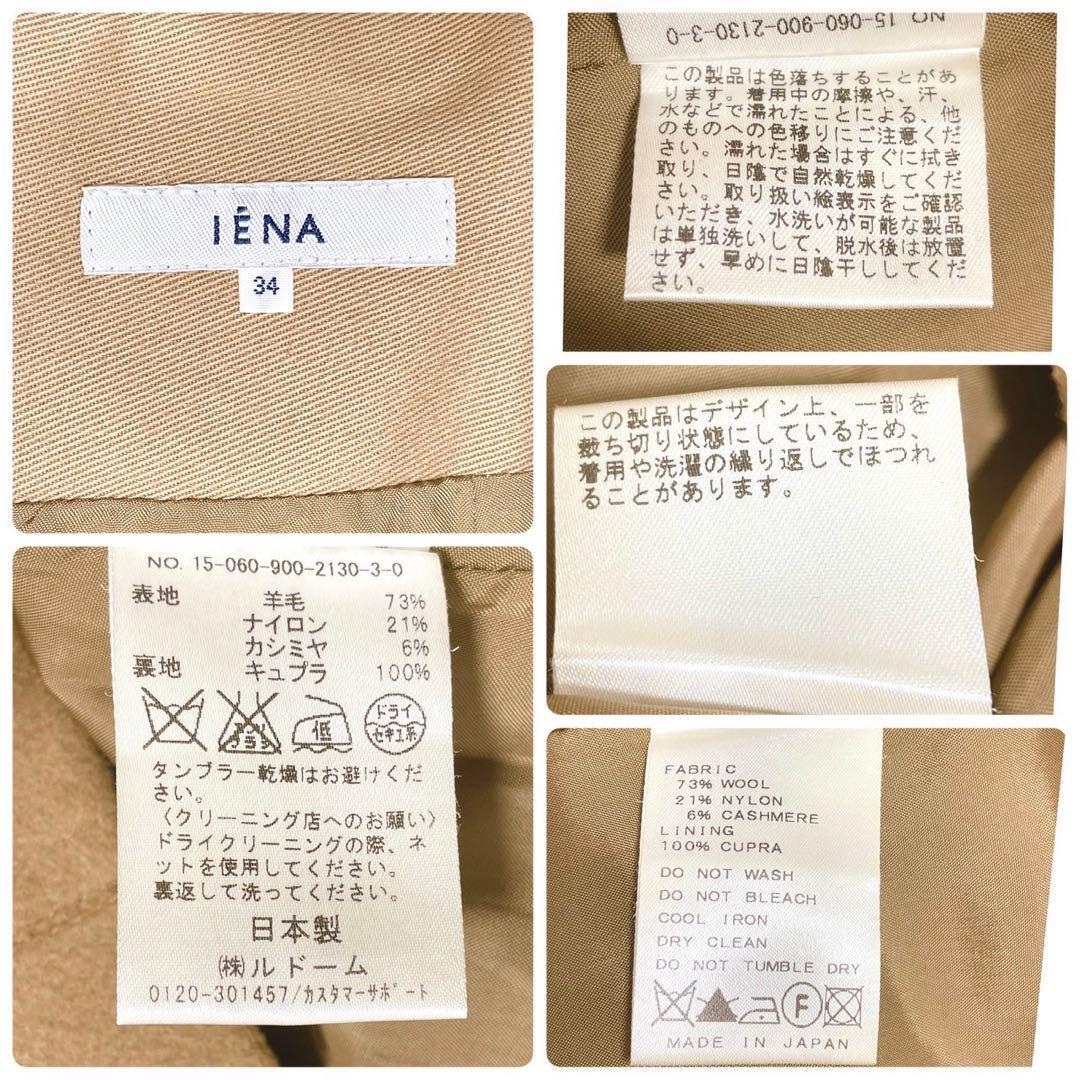 IÉNA
34
NO. 15-060-900-2130-3-0
この製品は色落ちすることがあ
ります。着用中の摩擦や、汗、
水などで濡れたことによる、他
のものへの色移りにご注意くだ
さい。濡れた場合はすぐに拭き
取り、日陰で自然乾燥してくだ
さい。取り扱い絵表示をご確認
いただき、水洗いが可能な製品
は単独洗いして、脱水後は放置
せず、早めに日陰干ししてくだ
さい。
この製品はデザイン上、一部を
裁ち切り状態にしているため、
着用や洗濯の繰り返しでほつれ
ることがあります。
NO. 15-060-900-2130-3-0
表地 羊毛 73%
ナイロン 21%
カシミヤ 6%
裏地 キュプラ 100%
エンソ サラシ 低 ドライ セキユ系
タンブラー乾燥はお避けくだ
さい。
〈クリーニング店へのお願い〉
ドライクリーニングの際、ネ
ットを使用してください。
裏返して洗ってください。
日本製
(株)ルドーム
0120-301457/カスタマーサポート
FABRIC
73% WOOL
21% NYLON
6% CASHMERE
LINING
100% CUPRA
DO NOT WASH
DO NOT BLEACH
COOL IRON
DRY CLEAN
DO NOT TUMBLE DRY
F
MADE IN JAPAN